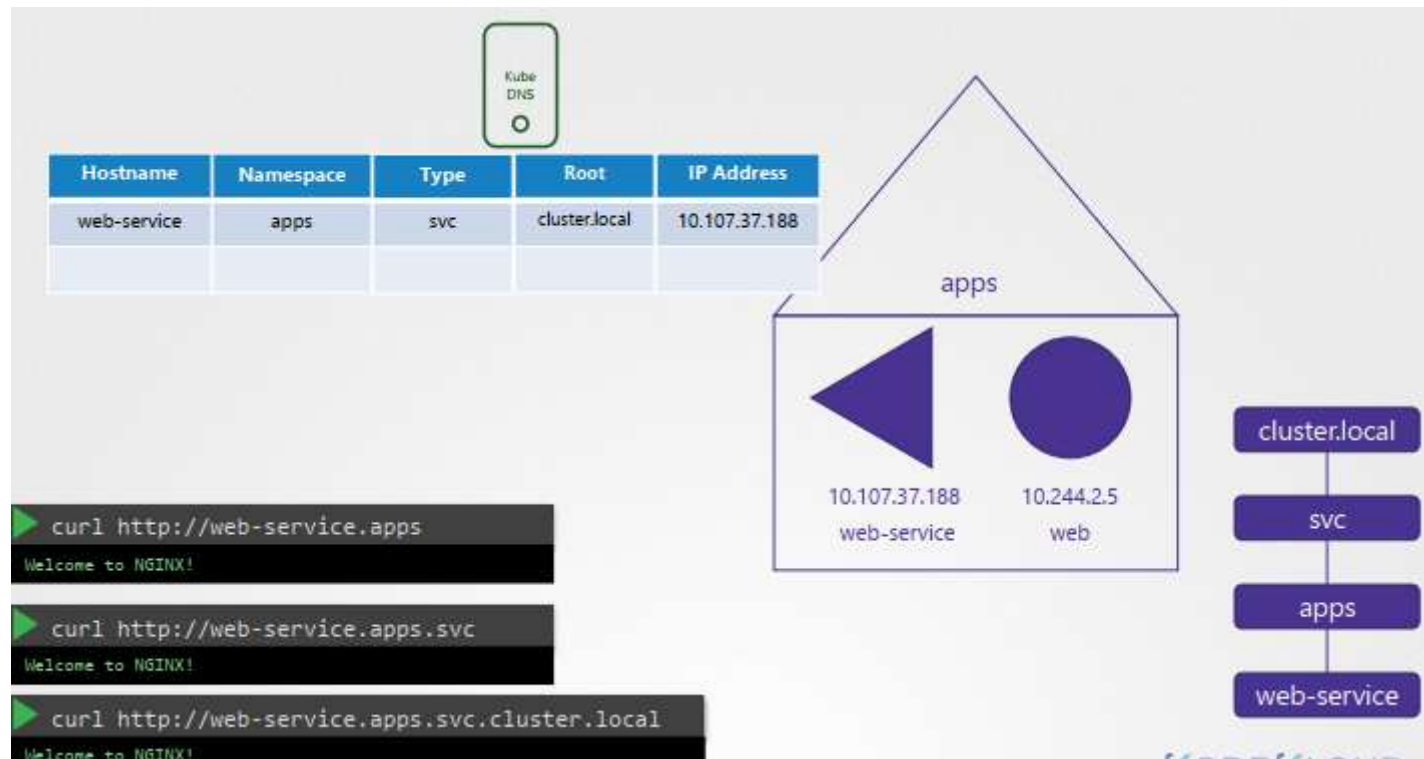 Kube
DNS
Hostname Namespace Type Root IP Address
web-service apps svc cluster.local 10.107.37.188
apps
10.107.37.188 10.244.2.5
web-service web
cluster.local
svc
apps
web-service
curl http://web-service.apps
Welcome to NGINX!
curl http://web-service.apps.svc
Welcome to NGINX!
curl http://web-service.apps.svc.cluster.local
Welcome to NGINX!